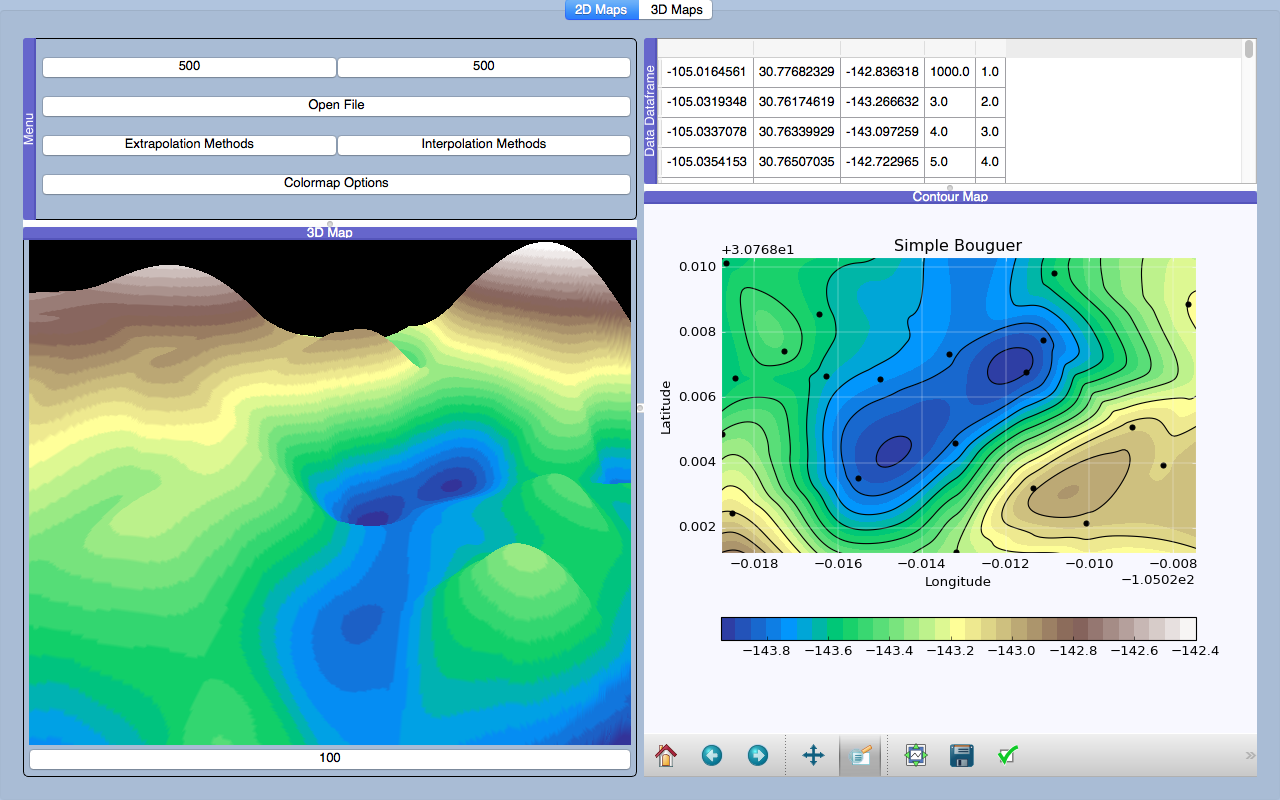 2D Maps 3D Maps
Menu
500 500
Open File
Extrapolation Methods Interpolation Methods
Colormap Options
3D Map
100
Data Dataframe
-105.0164561 30.77682329 -142.836318 1000.0 1.0
-105.0319348 30.76174619 -143.266632 3.0 2.0
-105.0337078 30.76339929 -143.097259 4.0 3.0
-105.0354153 30.76507035 -142.722965 5.0 4.0
Contour Map
+3.0768e1 Simple Bouguer
0.010
0.008
0.006
0.004
0.002
Latitude
−0.018 −0.016 −0.014 −0.012 −0.010 −0.008
Longitude −1.0502e2
−143.8 −143.6 −143.4 −143.2 −143.0 −142.8 −142.6 −142.4
»